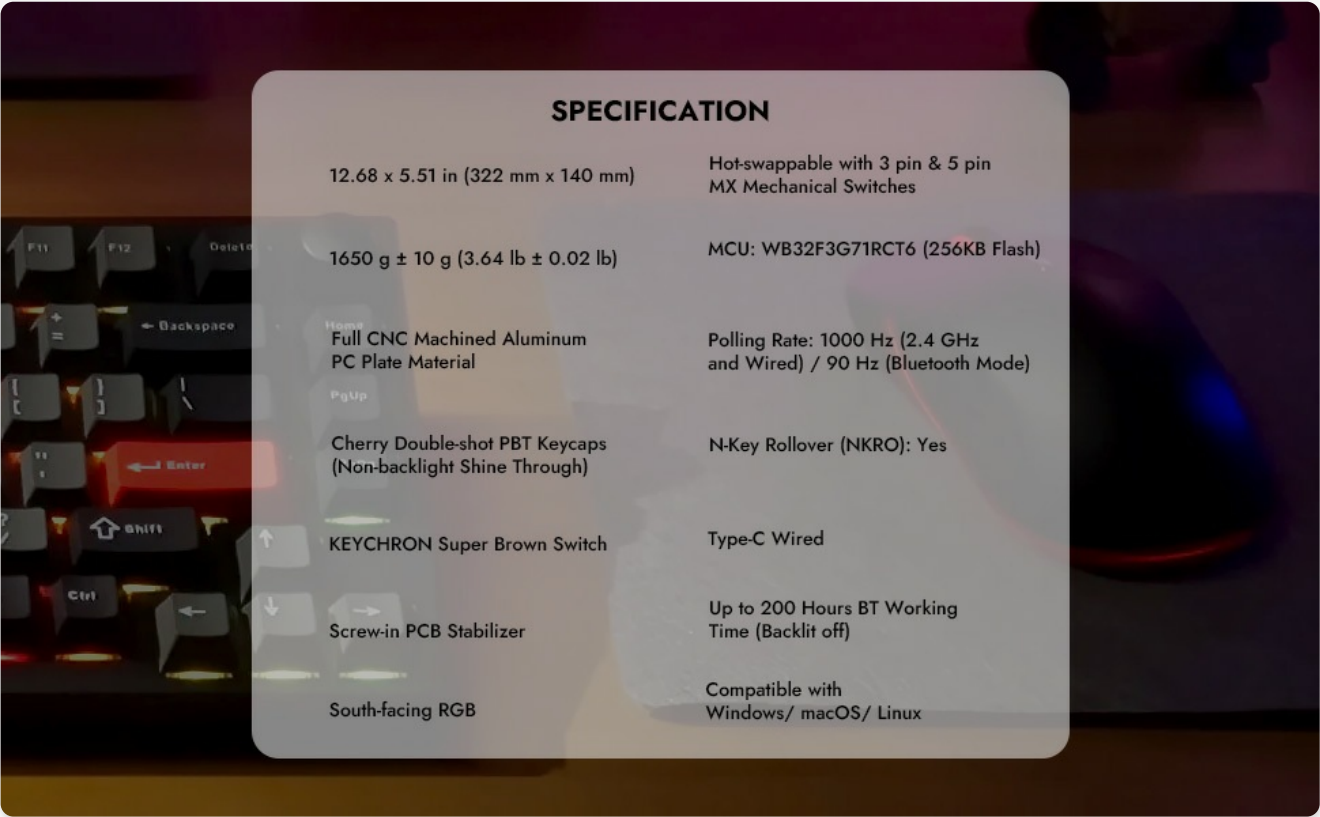 SPECIFICATION
12.68 x 5.51 in (322 mm x 140 mm)
1650 g ± 10 g (3.64 lb ± 0.02 lb)
Full CNC Machined Aluminum
PC Plate Material
Cherry Double-shot PBT Keycaps
(Non-backlight Shine Through)
KEYCHRON Super Brown Switch
Screw-in PCB Stabilizer
South-facing RGB
Hot-swappable with 3 pin & 5 pin
MX Mechanical Switches
MCU: WB32F3G71RCT6 (256KB Flash)
Polling Rate: 1000 Hz (2.4 GHz
and Wired) / 90 Hz (Bluetooth Mode)
N-Key Rollover (NKRO): Yes
Type-C Wired
Up to 200 Hours BT Working
Time (Backlit off)
Compatible with
Windows/ macOS/ Linux
F11 F12 Delete
+ = ← Backspace Home
{ [ } ] | \ PgUp
" ' Enter
? Shift ↑
Ctrl ← ↓ →